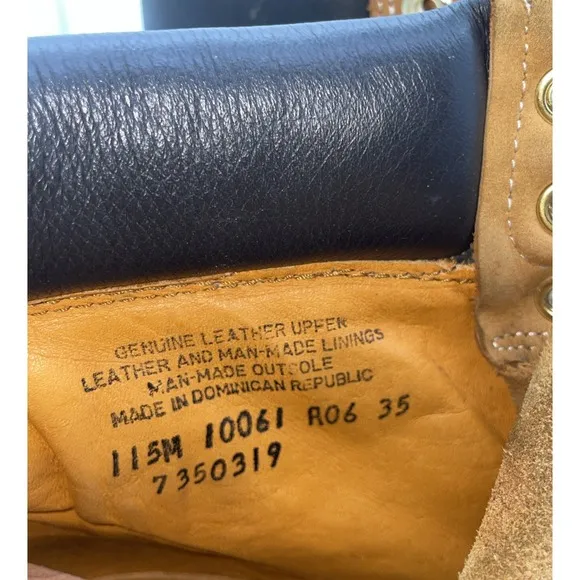 GENUINE LEATHER UPPER
LEATHER AND MAN-MADE LININGS
MAN-MADE OUTSOLE
MADE IN DOMINICAN REPUBLIC
115M 10061 R06 35
7350319